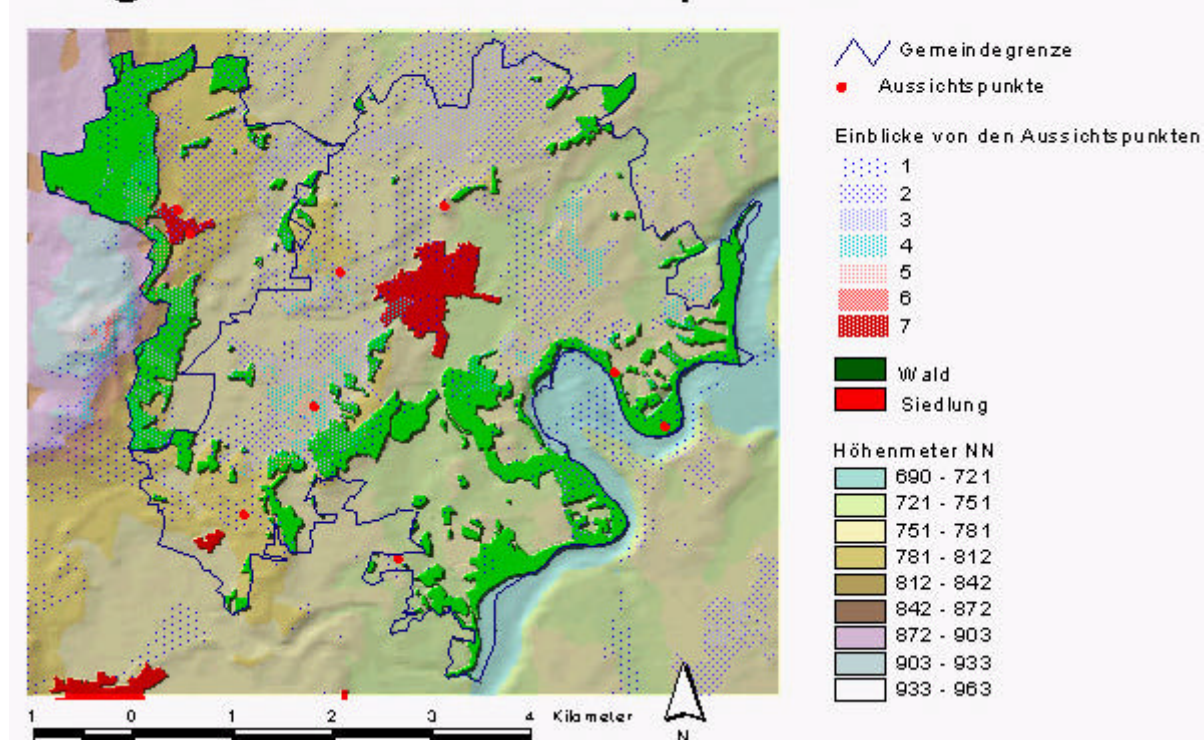 Gemeindegrenze
Aussichtspunkte
Einblicke von den Aussichtspunkten
1
2
3
4
5
6
7
Wald
Siedlung
Höhenmeter NN
690 - 721
721 - 751
751 - 781
781 - 812
812 - 842
842 - 872
872 - 903
903 - 933
933 - 963
1 0 1 2 3 4 Kilometer
N